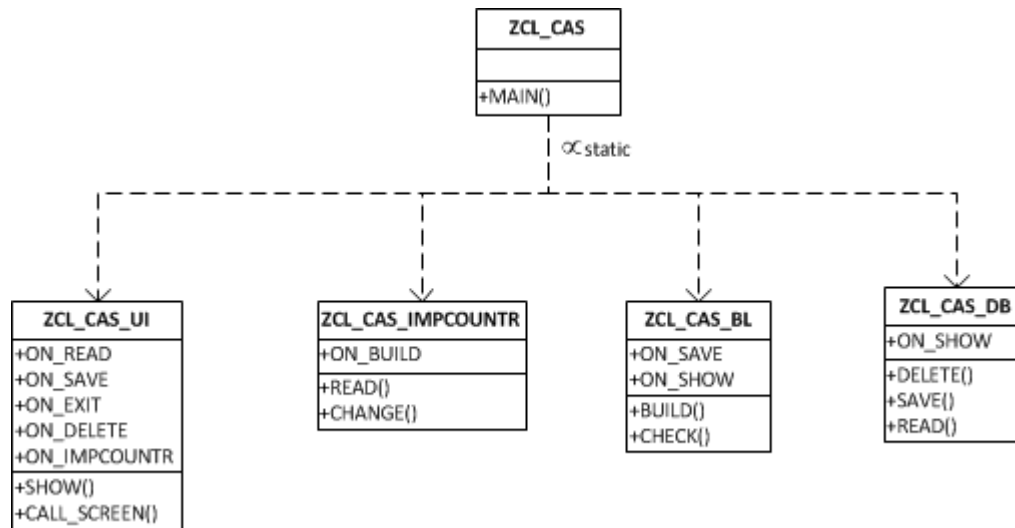 ZCL_CAS
+MAIN()
∝static
ZCL_CAS_UI
+ON_READ
+ON_SAVE
+ON_EXIT
+ON_DELETE
+ON_IMPCOUNTR
+SHOW()
+CALL_SCREEN()
ZCL_CAS_IMPCOUNTR
+ON_BUILD
+READ()
+CHANGE()
ZCL_CAS_BL
+ON_SAVE
+ON_SHOW
+BUILD()
+CHECK()
ZCL_CAS_DB
+ON_SHOW
+DELETE()
+SAVE()
+READ()